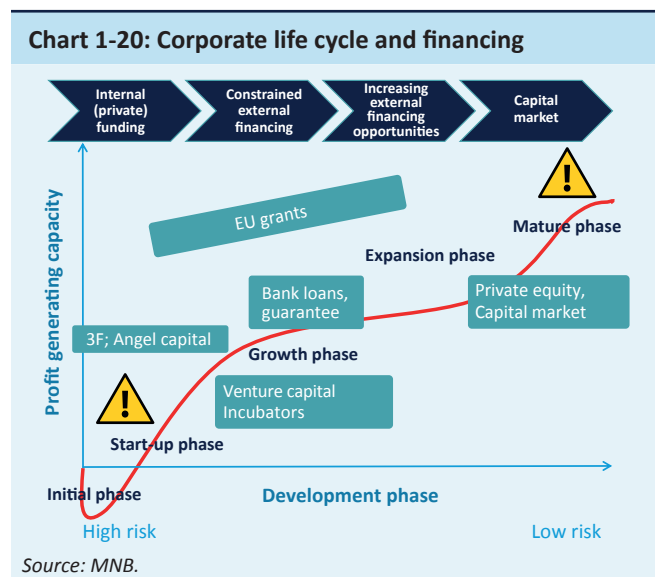 Chart 1-20: Corporate life cycle and financing
Internal
(private)
funding
Constrained
external
financing
Increasing
external
financing
opportunities
Capital
market
Profit generating capacity
EU grants
Mature phase
Expansion phase
Bank loans,
guarantee
Private equity,
Capital market
3F; Angel capital
Growth phase
Venture capital
Incubators
Start-up phase
Initial phase
Development phase
High risk
Low risk
Source: MNB.